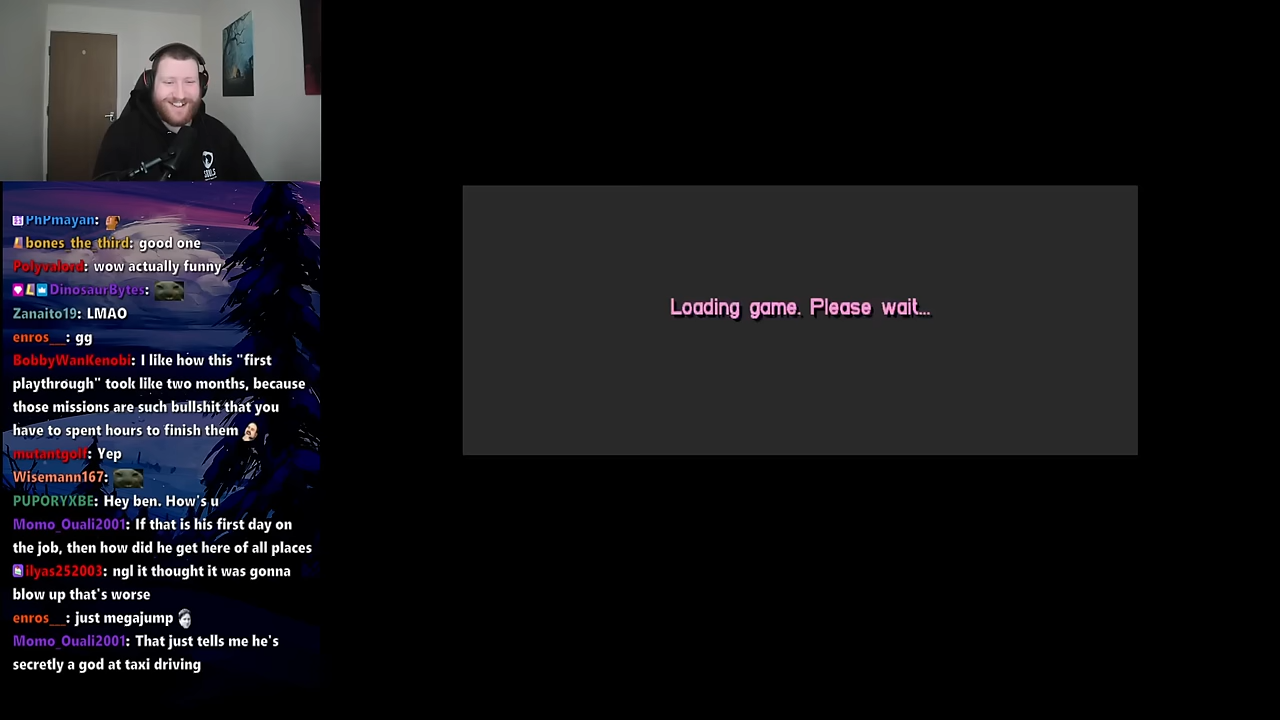 PhPmayan:
bones_the_third: good one
Polyvalord: wow actually funny
DinosaurBytes:
Zanaito19: LMAO
enros__: gg
BobbyWanKenobi: I like how this "first
playthrough" took like two months, because
those missions are such bullshit that you
have to spent hours to finish them
mutantgolf: Yep
Wisemann167:
PUPORYXBE: Hey ben. How's u
Momo_Ouali2001: If that is his first day on
the job, then how did he get here of all places
ilyas252003: ngl it thought it was gonna
blow up that's worse
enros__: just megajump
Momo_Ouali2001: That just tells me he's
secretly a god at taxi driving
Loading game. Please wait...